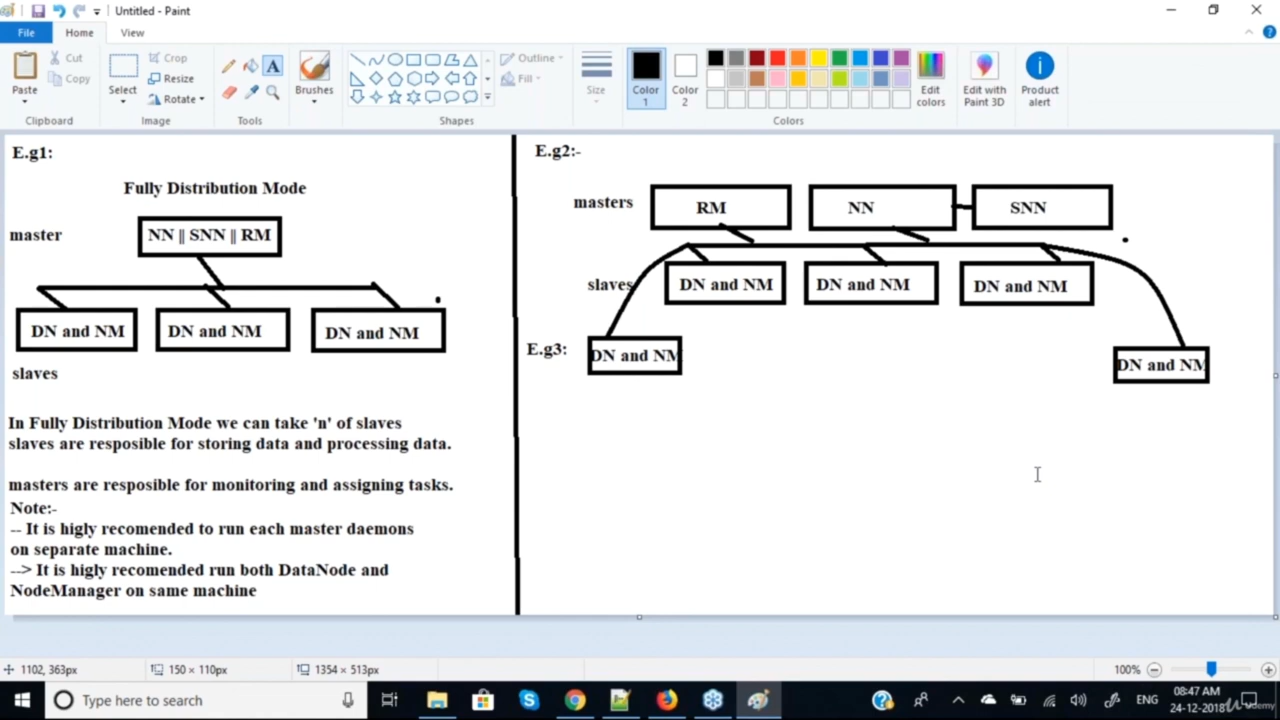 Untitled - Paint
File
Home
View
Paste
Cut
Copy
Clipboard
Select
Crop
Resize
Rotate
Image
Tools
Brushes
Shapes
Outline
Fill
Size
Color 1
Color 2
Edit colors
Colors
Edit with Paint 3D
Product alert
E.g1:
Fully Distribution Mode
master
NN || SNN || RM
DN and NM
DN and NM
DN and NM
slaves
In Fully Distribution Mode we can take 'n' of slaves
slaves are resposible for storing data and processing data.
masters are resposible for monitoring and assigning tasks.
Note:-
-- It is higly recomended to run each master daemons
on separate machine.
--> It is higly recomended run both DataNode and
NodeManager on same machine
E.g2:-
masters
RM
NN
SNN
slaves
DN and NM
DN and NM
DN and NM
E.g3:
DN and NM
DN and NM
1102, 363px
150 × 110px
1354 × 513px
100%
Type here to search
ENG
08:47 AM
24-12-2018
Udemy